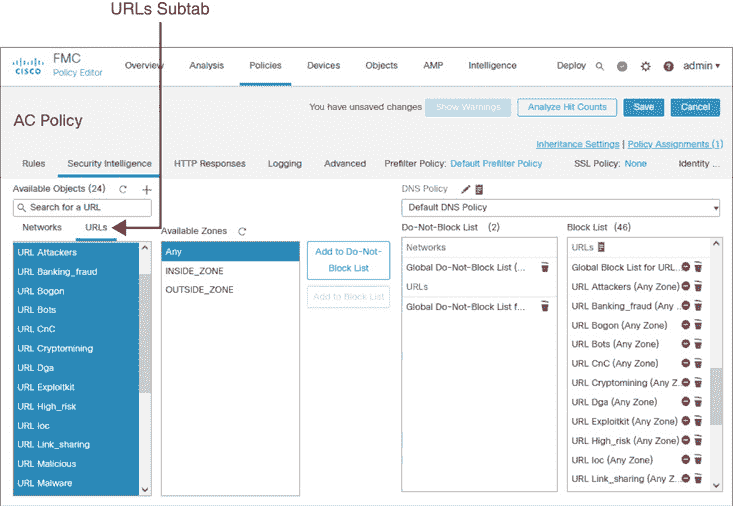 URLs Subtab
CISCO
FMC
Policy Editor
Overview
Analysis
Policies
Devices
Objects
AMP
Intelligence
Deploy
admin
AC Policy
You have unsaved changes
Show Warnings
Analyze Hit Counts
Save
Cancel
Inheritance Settings | Policy Assignments (1)
Rules
Security Intelligence
HTTP Responses
Logging
Advanced
Prefilter Policy: Default Prefilter Policy
SSL Policy: None
Identity ...
Available Objects (24)
Search for a URL
Networks
URLs
URL Attackers
URL Banking_fraud
URL Bogon
URL Bots
URL CnC
URL Cryptomining
URL Dga
URL Exploitkit
URL High_risk
URL Ioc
URL Link_sharing
URL Malicious
URL Malware
Available Zones
Any
INSIDE_ZONE
OUTSIDE_ZONE
Add to Do-Not-
Block List
Add to Block List
DNS Policy
Default DNS Policy
Do-Not-Block List (2)
Networks
Global Do-Not-Block List (...
URLs
Global Do-Not-Block List f...
Block List (46)
URLs
Global Block List for URL...
URL Attackers (Any Zone)
URL Banking_fraud (Any ...
URL Bogon (Any Zone)
URL Bots (Any Zone)
URL CnC (Any Zone)
URL Cryptomining (Any Z...
URL Dga (Any Zone)
URL Exploitkit (Any Zone)
URL High_risk (Any Zone)
URL Ioc (Any Zone)
URL Link_sharing (Any Z...